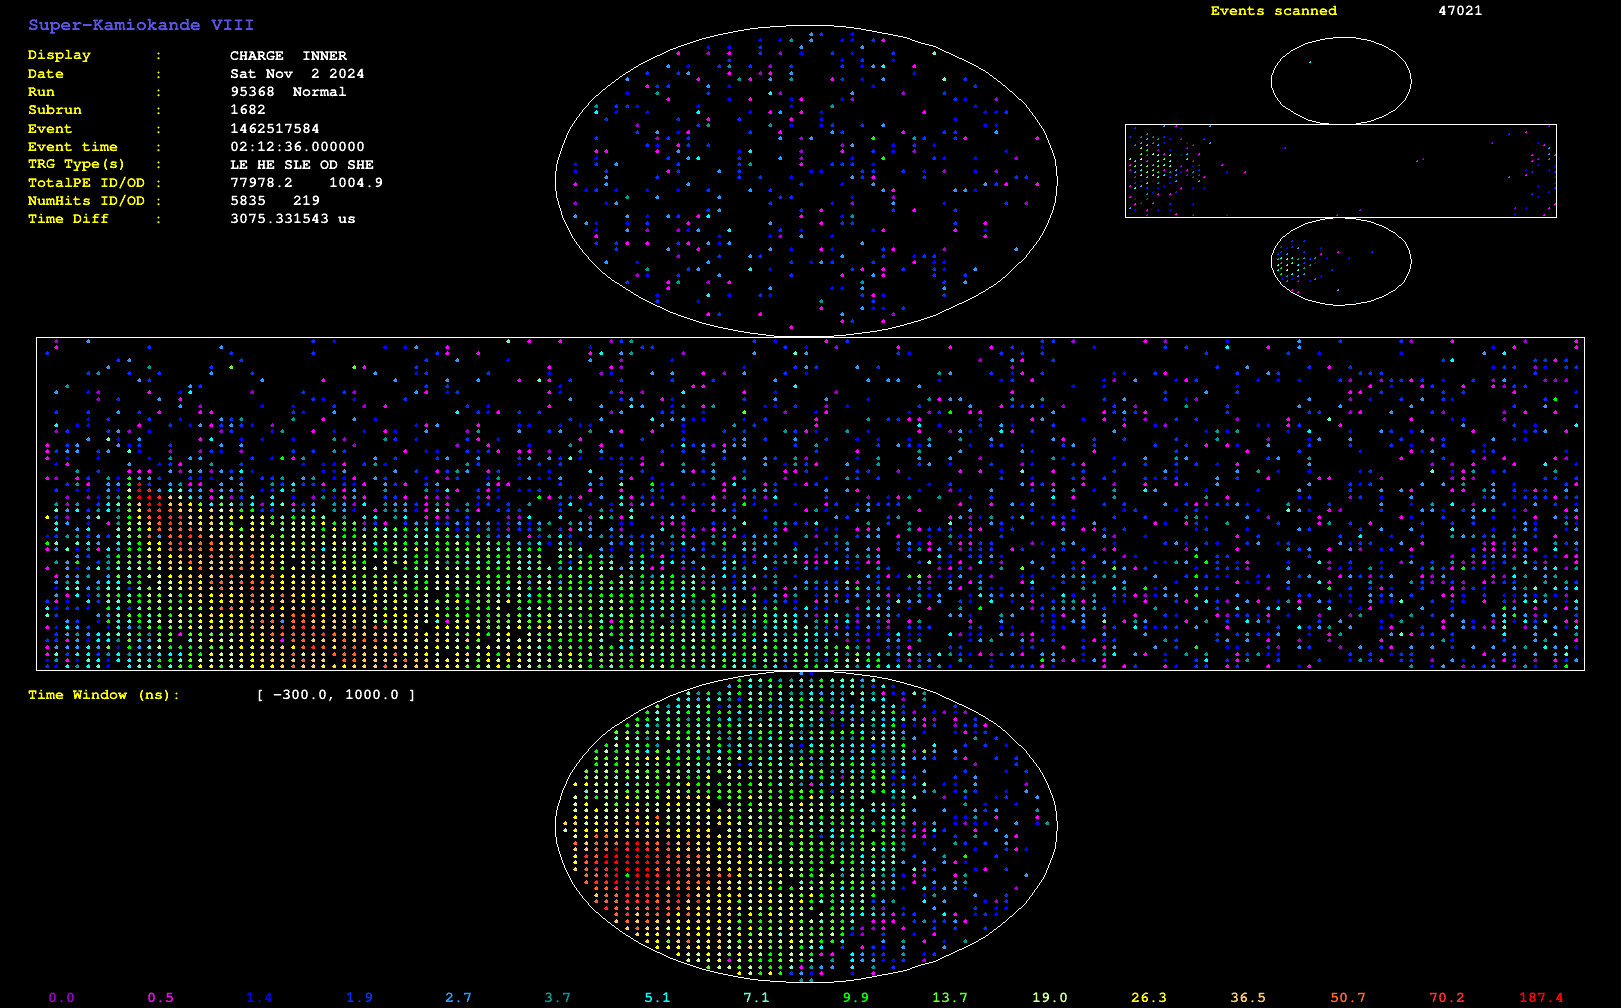 Super-Kamiokande VIII
Events scanned 47021
Display : CHARGE INNER
Date : Sat Nov 2 2024
Run : 95368 Normal
Subrun : 1682
Event : 1462517584
Event time : 02:12:36.000000
TRG Type(s) : LE HE SLE OD SHE
TotalPE ID/OD : 77978.2 1004.9
NumHits ID/OD : 5835 219
Time Diff : 3075.331543 us
Time Window (ns): [ -300.0, 1000.0 ]
0.0 0.5 1.4 1.9 2.7 3.7 5.1 7.1 9.9 13.7 19.0 26.3 36.5 50.7 70.2 187.4